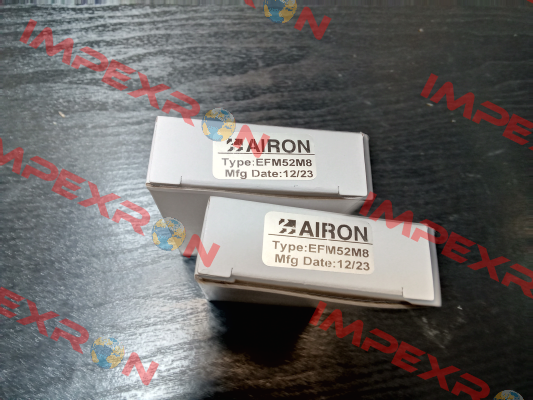 IMPEXRON
IMPEXRON
AIRON
Type:EFM52M8
Mfg Date:12/23
IMPEXRON
AIRON
Type:EFM52M8
Mfg Date:12/23
IMPEXRON